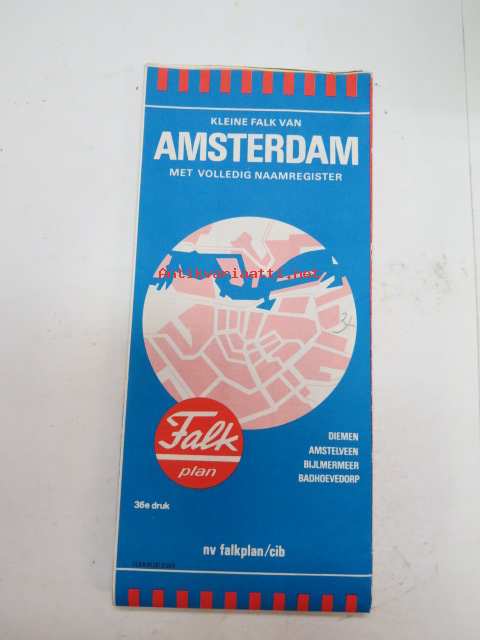 KLEINE FALK VAN
AMSTERDAM
MET VOLLEDIG NAAMREGISTER
Antikvariaatti.net
Falk
plan
DIEMEN
AMSTELVEEN
BIJLMERMEER
BADHOEVEDORP
36e druk
nv falkplan/cib